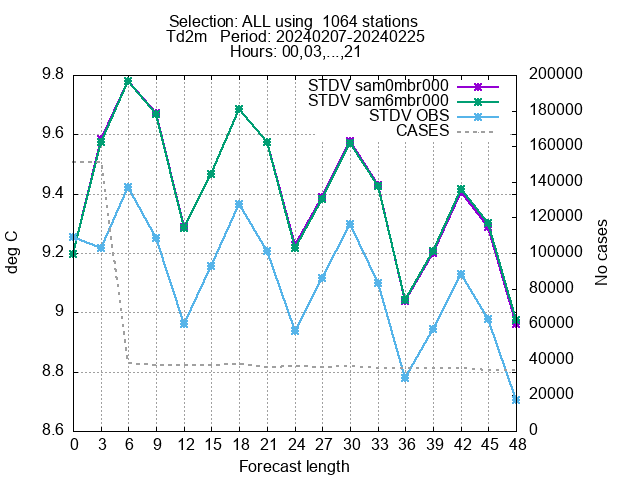 Selection: ALL using  1064 stations
Td2m   Period: 20240207-20240225
Hours: 00,03,...,21
9.8
9.6
9.4
9.2
9
8.8
8.6
deg C
STDV sam0mbr000
STDV sam6mbr000
STDV OBS
CASES
200000
180000
160000
140000
120000
100000
80000
60000
40000
20000
0
No cases
0 3 6 9 12 15 18 21 24 27 30 33 36 39 42 45 48
Forecast length